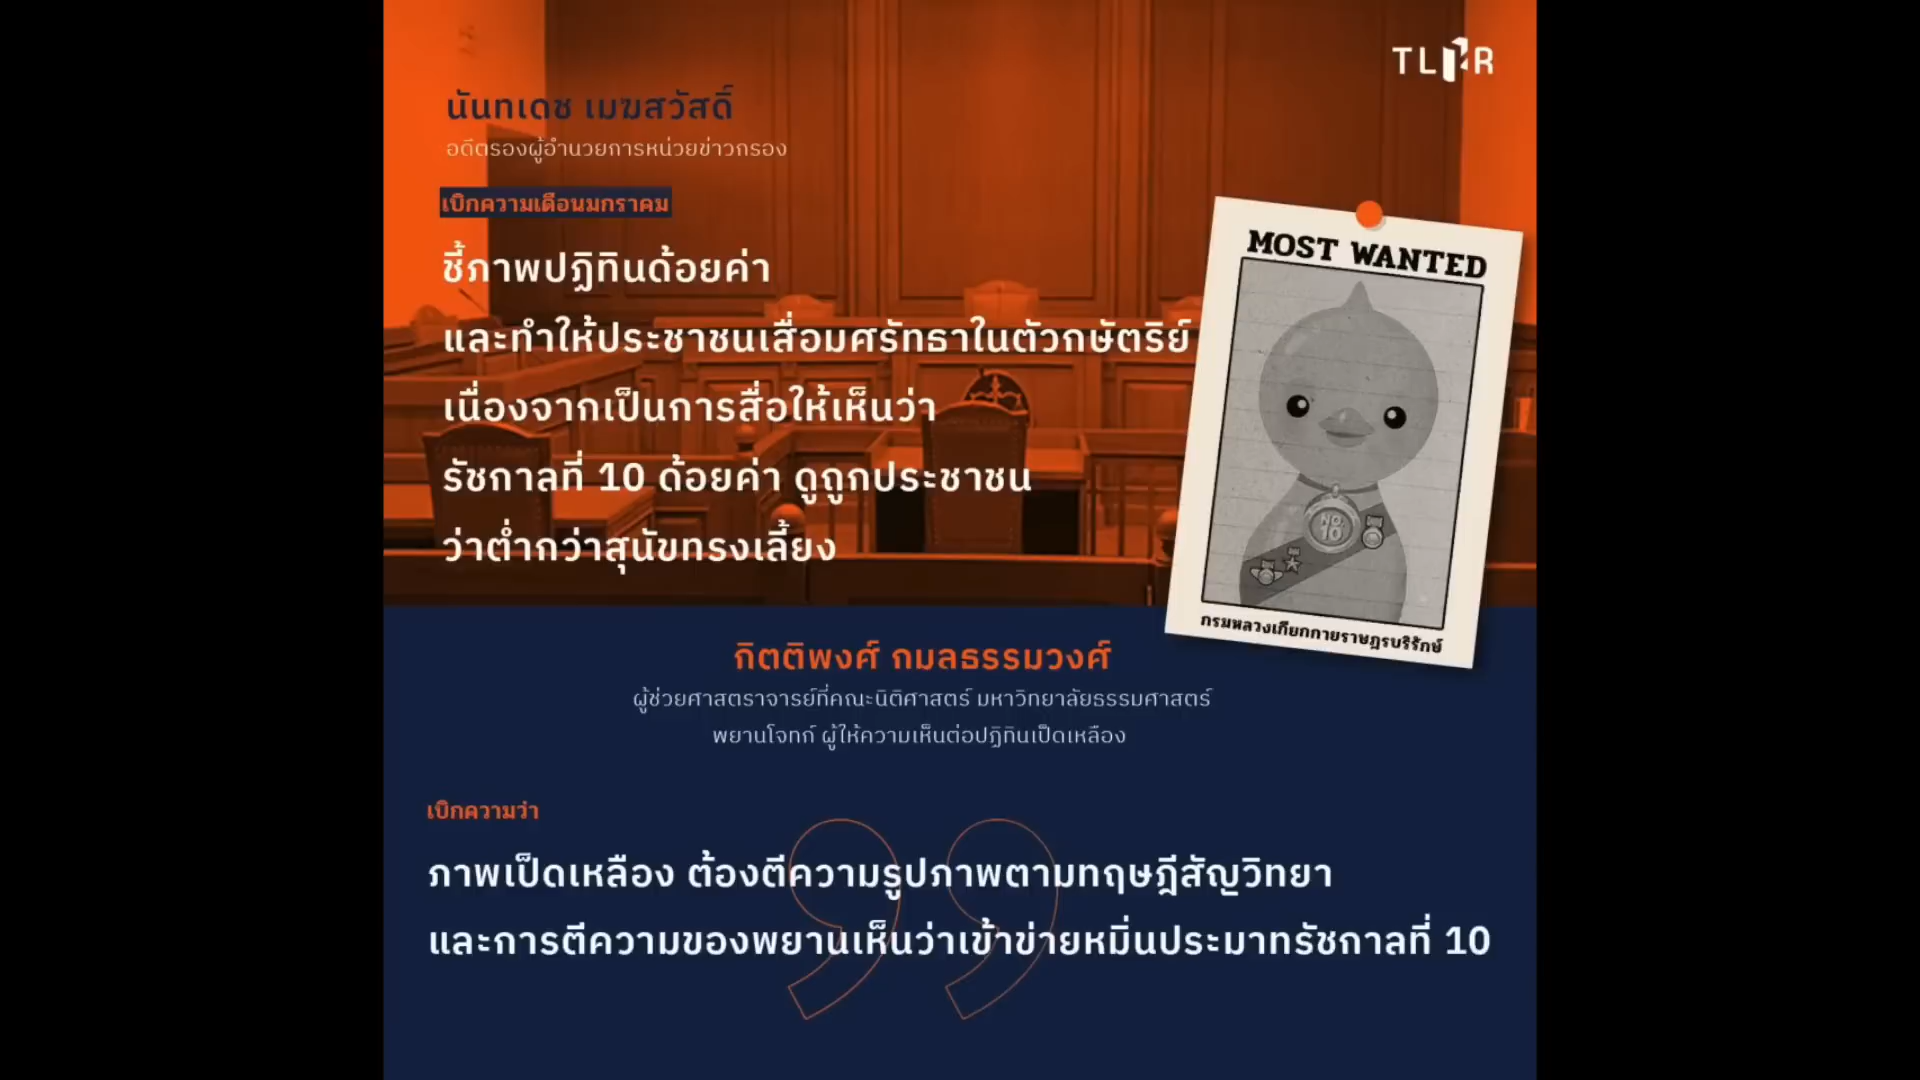 TLHR
นันทเดช เมฆสวัสดิ์
อดีตรองผู้อำนวยการหน่วยข่าวกรอง
เบิกความเดือนมกราคม
ชี้ภาพปฏิทินด้อยค่า
และทำให้ประชาชนเสื่อมศรัทธาในตัวกษัตริย์
เนื่องจากเป็นการสื่อให้เห็นว่า
รัชกาลที่ 10 ด้อยค่า ดูถูกประชาชน
ว่าต่ำกว่าสุนัขทรงเลี้ยง
MOST WANTED
NO.
10
กรมหลวงเกียกกายราษฎรบริรักษ์
กิตติพงศ์ กมลธรรมวงศ์
ผู้ช่วยศาสตราจารย์ที่คณะนิติศาสตร์ มหาวิทยาลัยธรรมศาสตร์
พยานโจทก์ ผู้ให้ความเห็นต่อปฏิทินเป็ดเหลือง
เบิกความว่า
ภาพเป็ดเหลือง ต้องตีความรูปภาพตามทฤษฎีสัญวิทยา
และการตีความของพยานเห็นว่าเข้าข่ายหมิ่นประมาทรัชกาลที่ 10